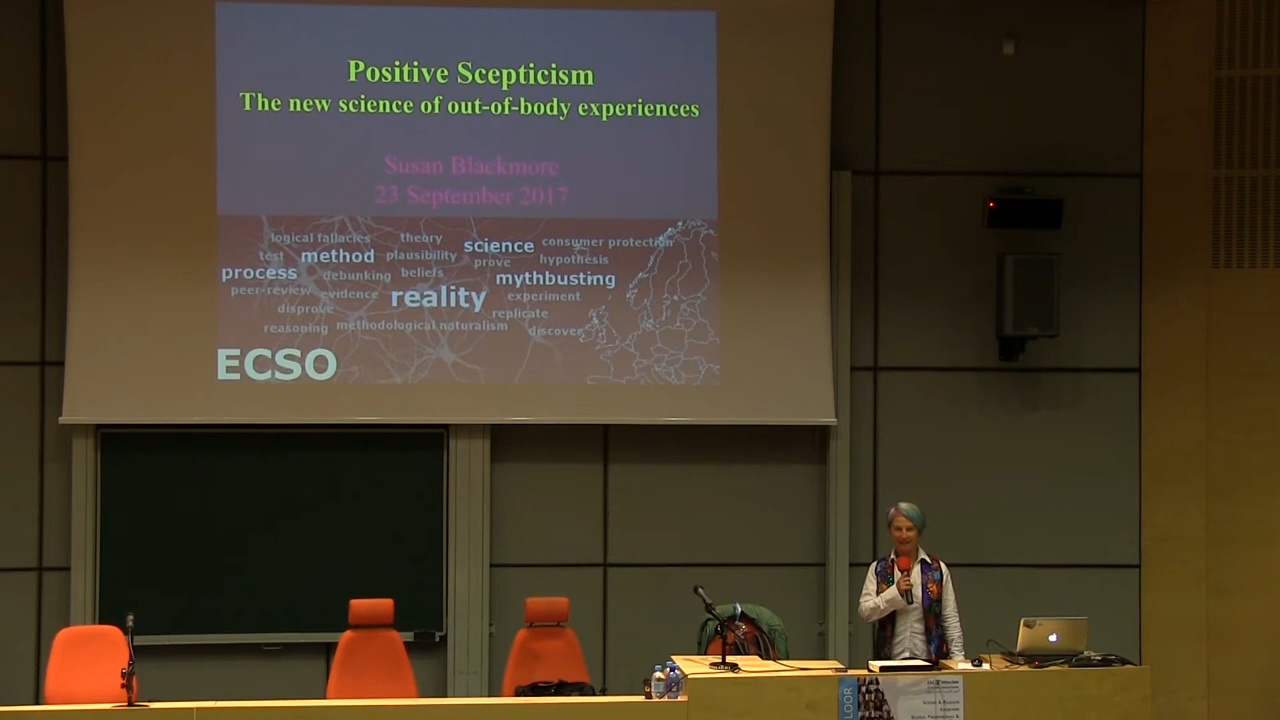 Positive Scepticism
The new science of out-of-body experiences
Susan Blackmore
23 September 2017
logical fallacies theory science consumer protection
test method plausibility prove hypothesis
process debunking beliefs mythbusting
peer-review evidence reality experiment
disprove replicate
reasoning methodological naturalism discover
ECSO
LOOR